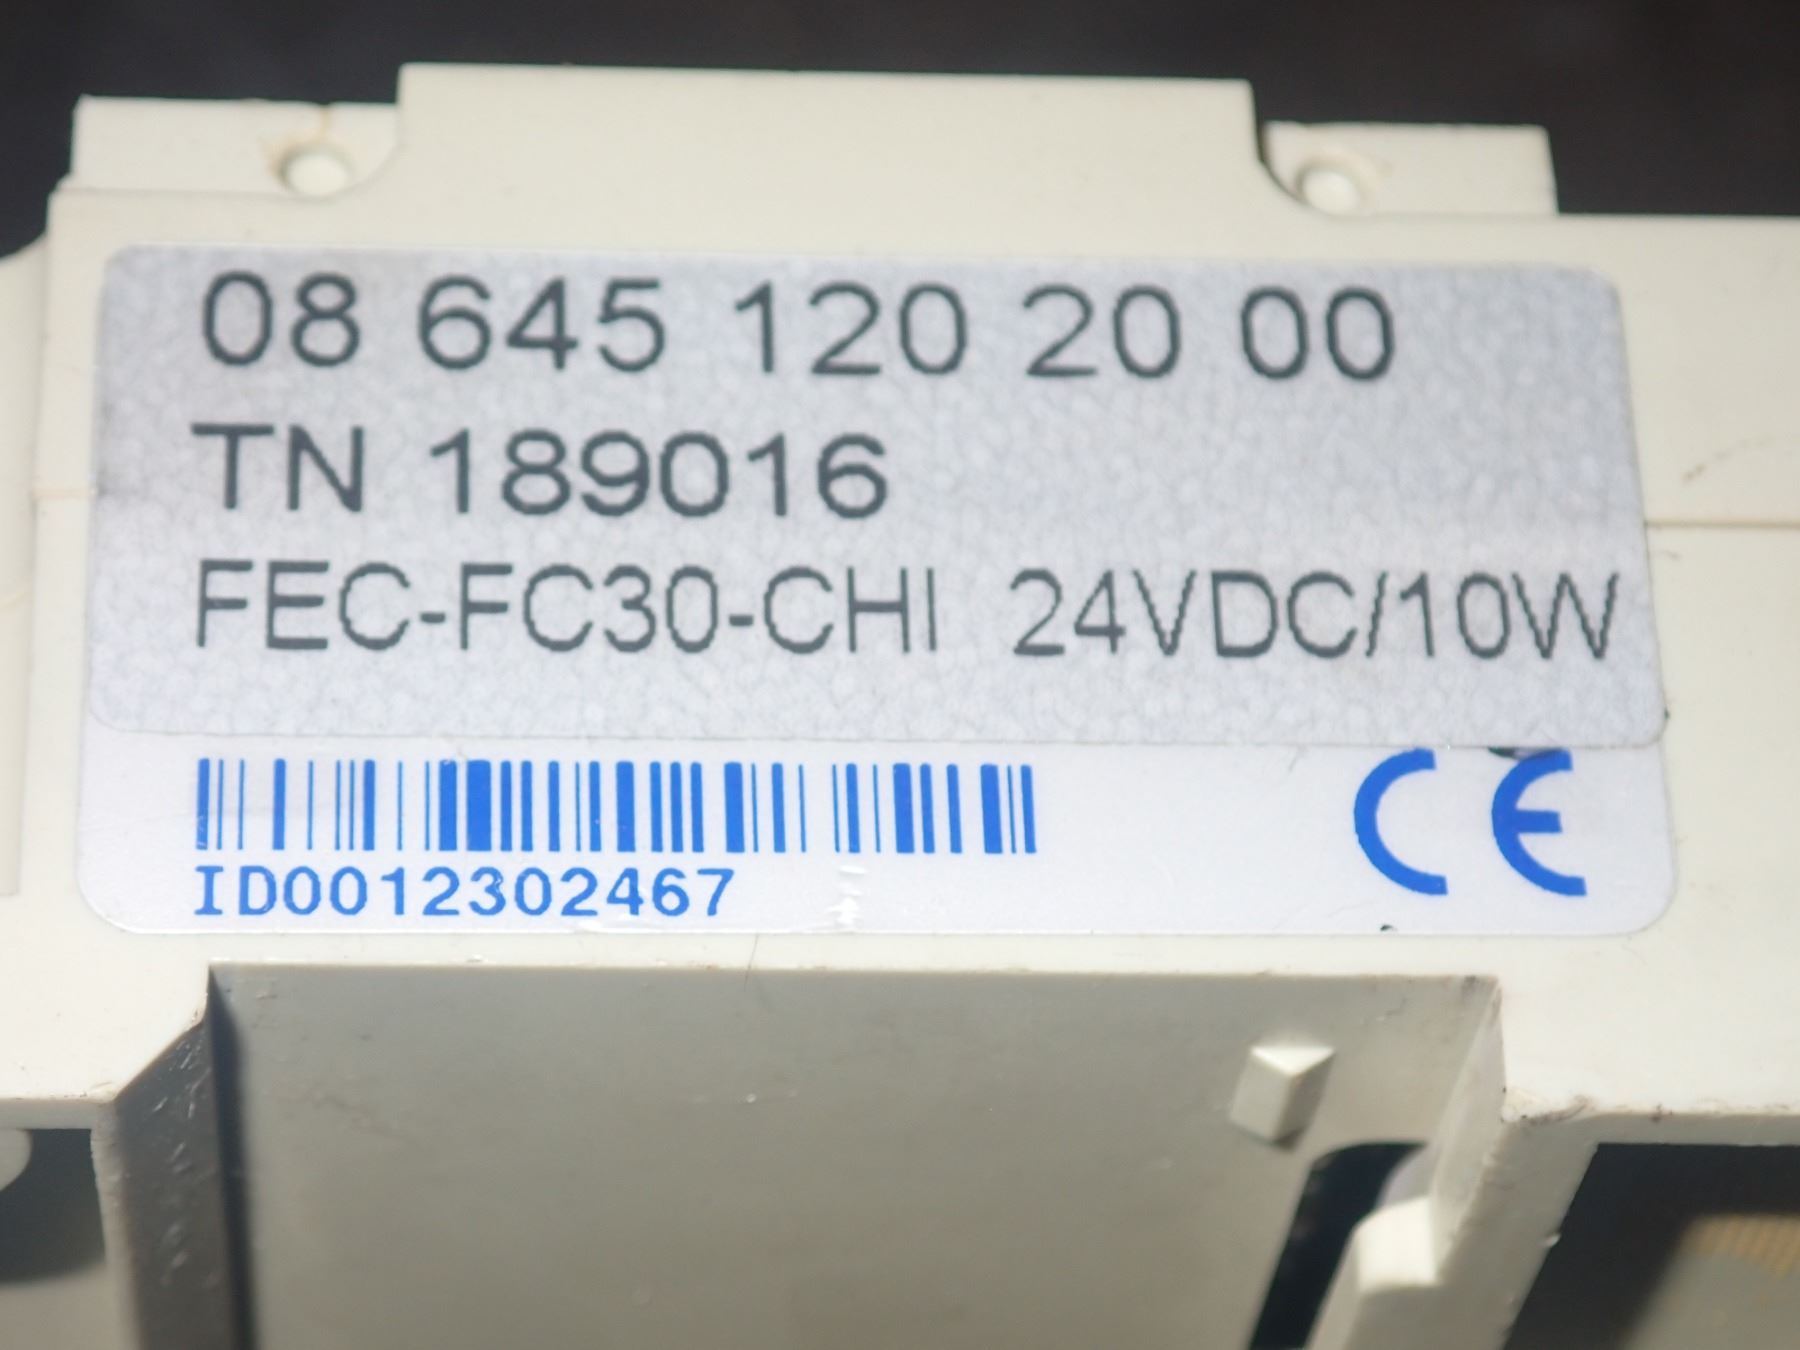 08 645 120 20 00
TN 189016
FEC-FC30-CHI 24VDC/10W
CE
ID0012302467